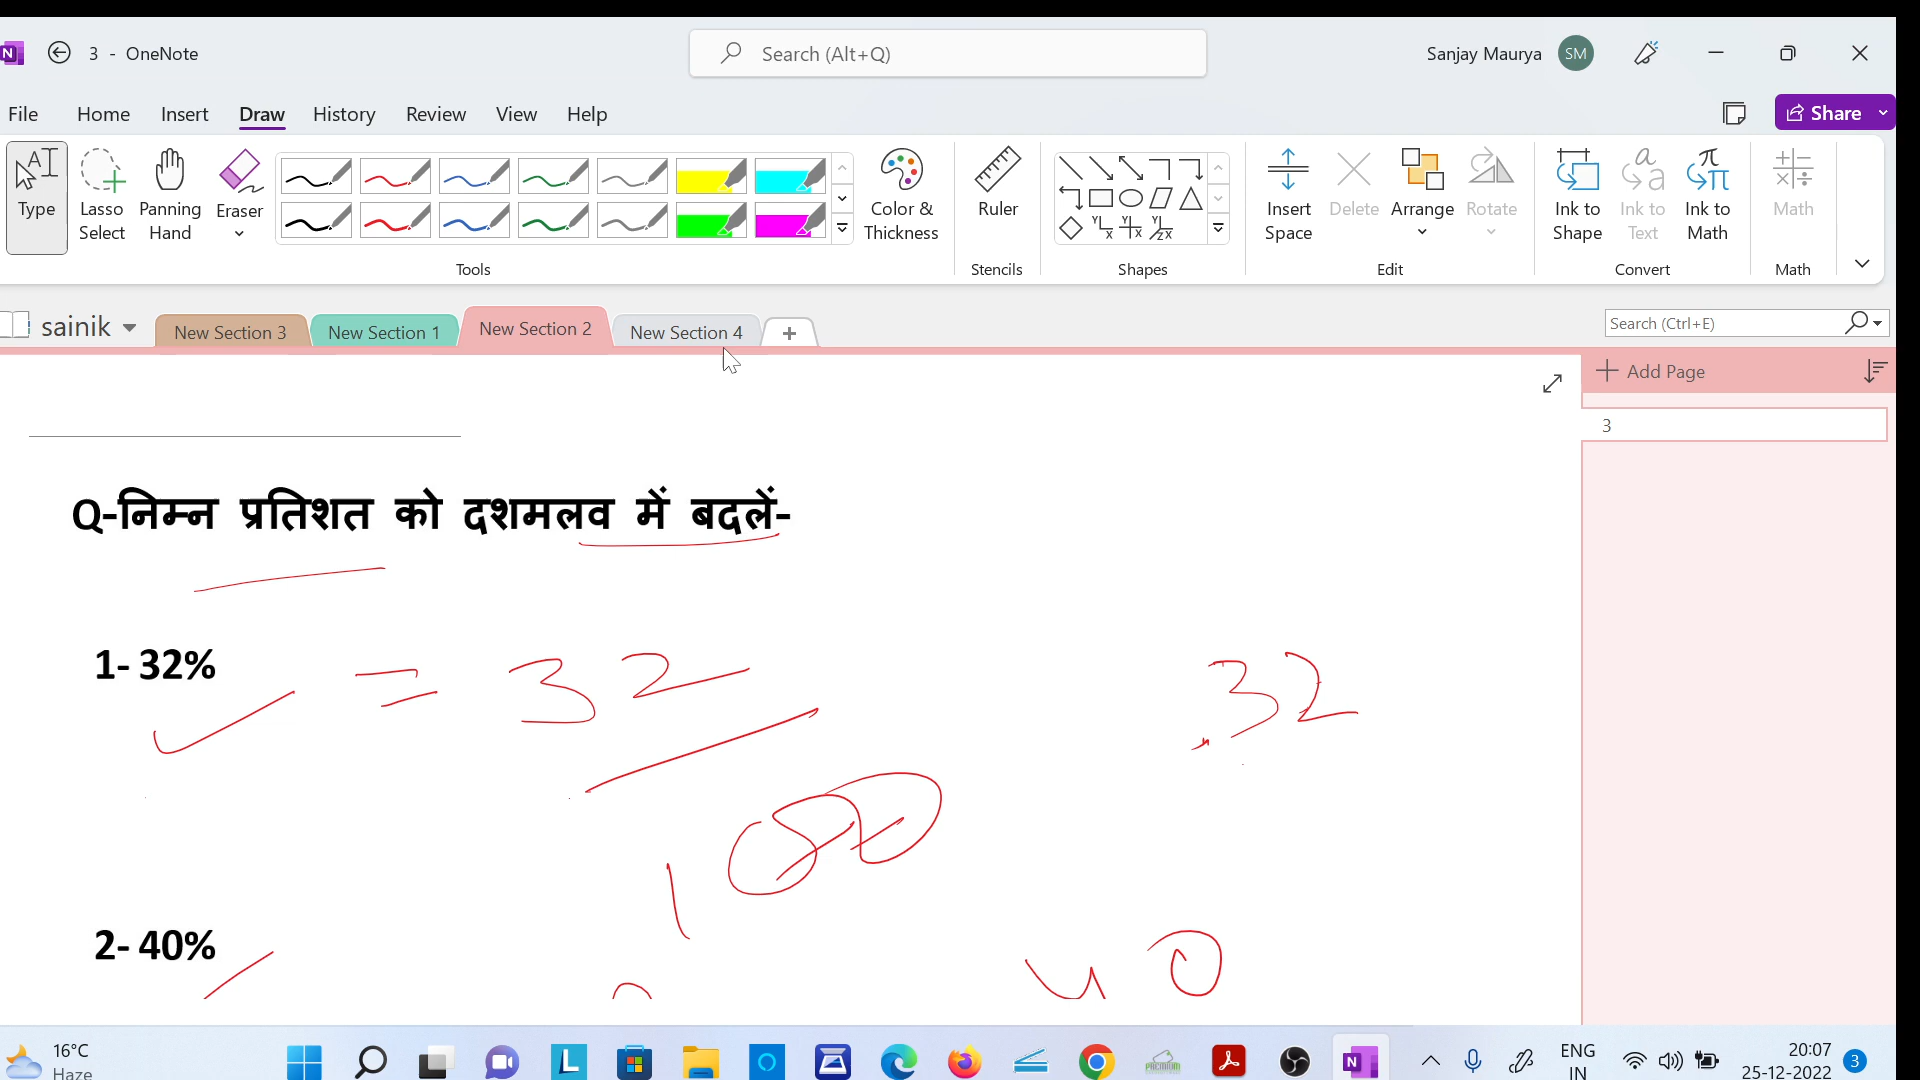 3 - OneNote
Search (Alt+Q)
Sanjay Maurya SM
File Home Insert Draw History Review View Help
Share
Type
Lasso Select
Panning Hand
Eraser
Color & Thickness
Ruler
Insert Space
Delete
Arrange
Rotate
Ink to Shape
Ink to Text
Ink to Math
Math
Tools Stencils Shapes Edit Convert Math
sainik New Section 3 New Section 1 New Section 2 New Section 4 +
Search (Ctrl+E)
Add Page
3
Q-निम्न प्रतिशत को दशमलव में बदलें-
1- 32% = 32 .32
100
2- 40% 40
16°C
Haze
ENG
IN
20:07
25-12-2022
3